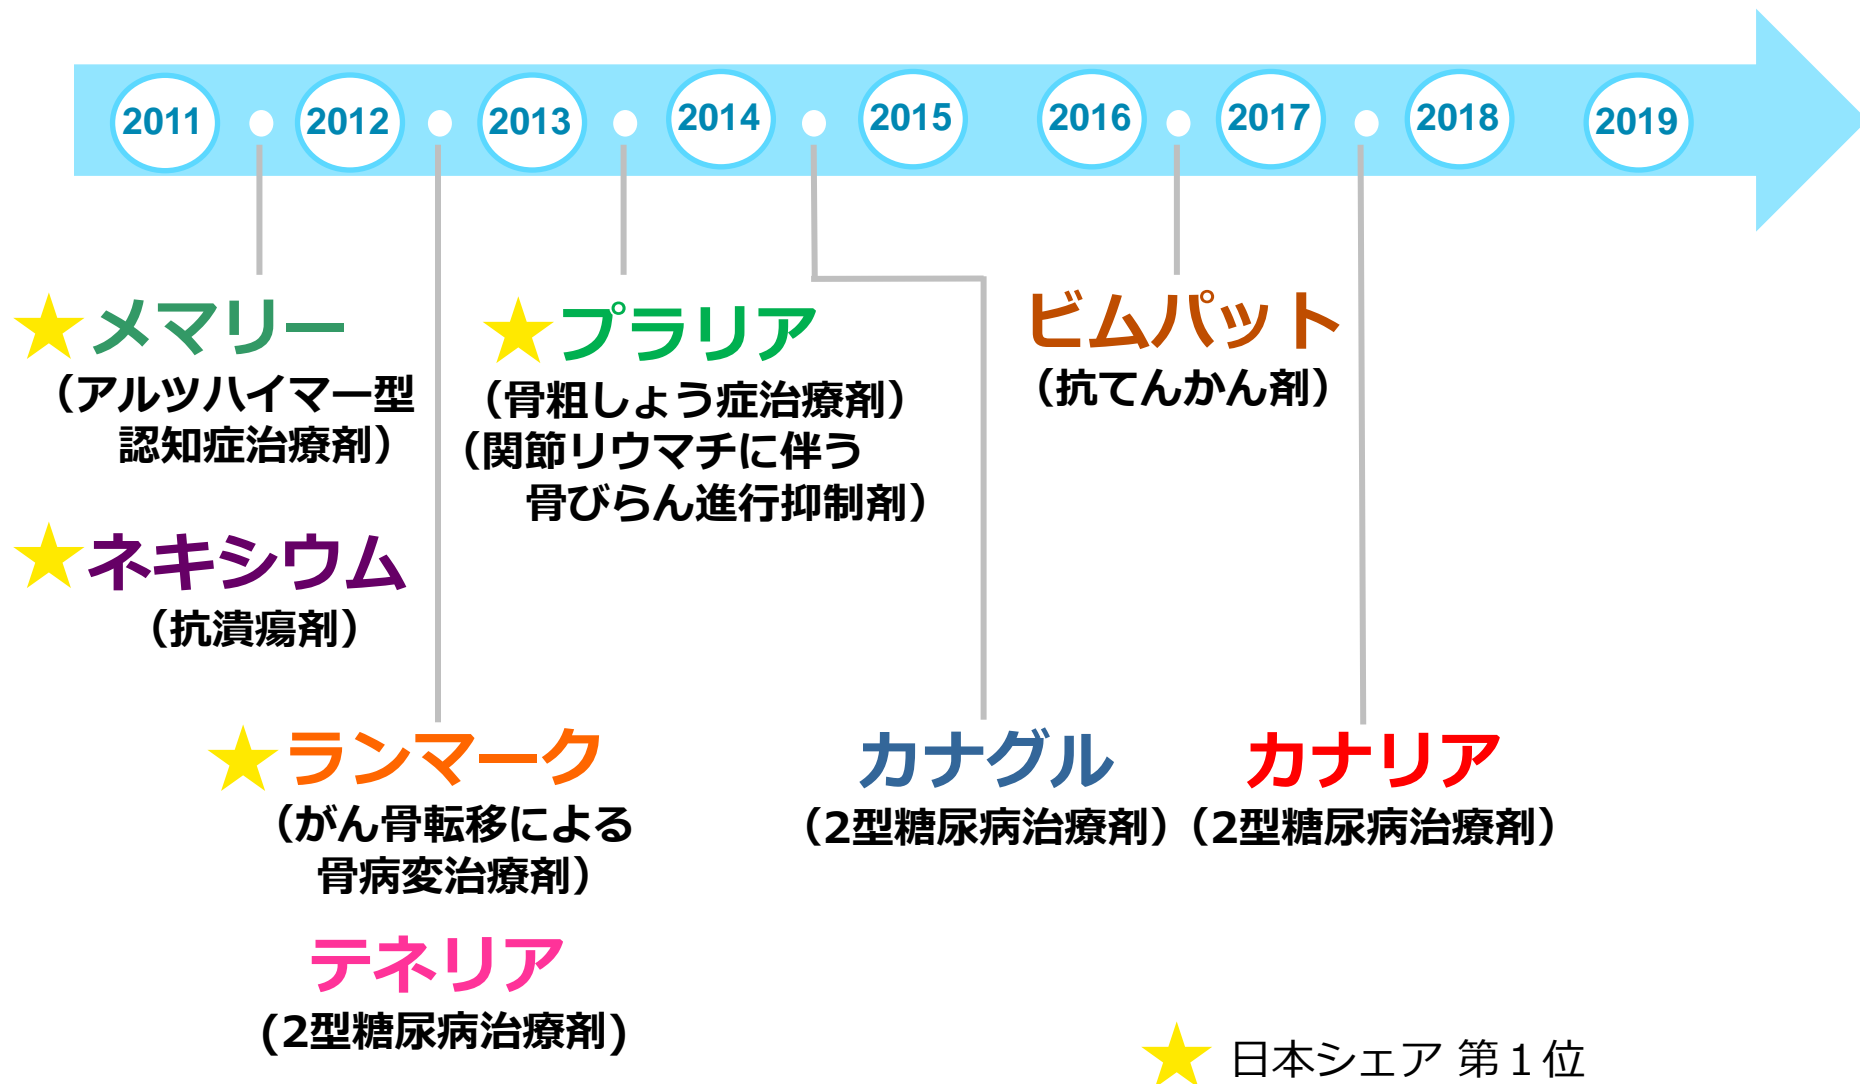 2011
2012
2013
2014
2015
2016
2017
2018
2019
メマリー
（アルツハイマー型
認知症治療剤）
ネキシウム
（抗潰瘍剤）
プラリア
（骨粗しょう症治療剤）
（関節リウマチに伴う
骨びらん進行抑制剤）
ビムパット
（抗てんかん剤）
ランマーク
（がん骨転移による
骨病変治療剤）
テネリア
(2型糖尿病治療剤)
カナグル
（2型糖尿病治療剤）
カナリア
（2型糖尿病治療剤）
日本シェア 第１位